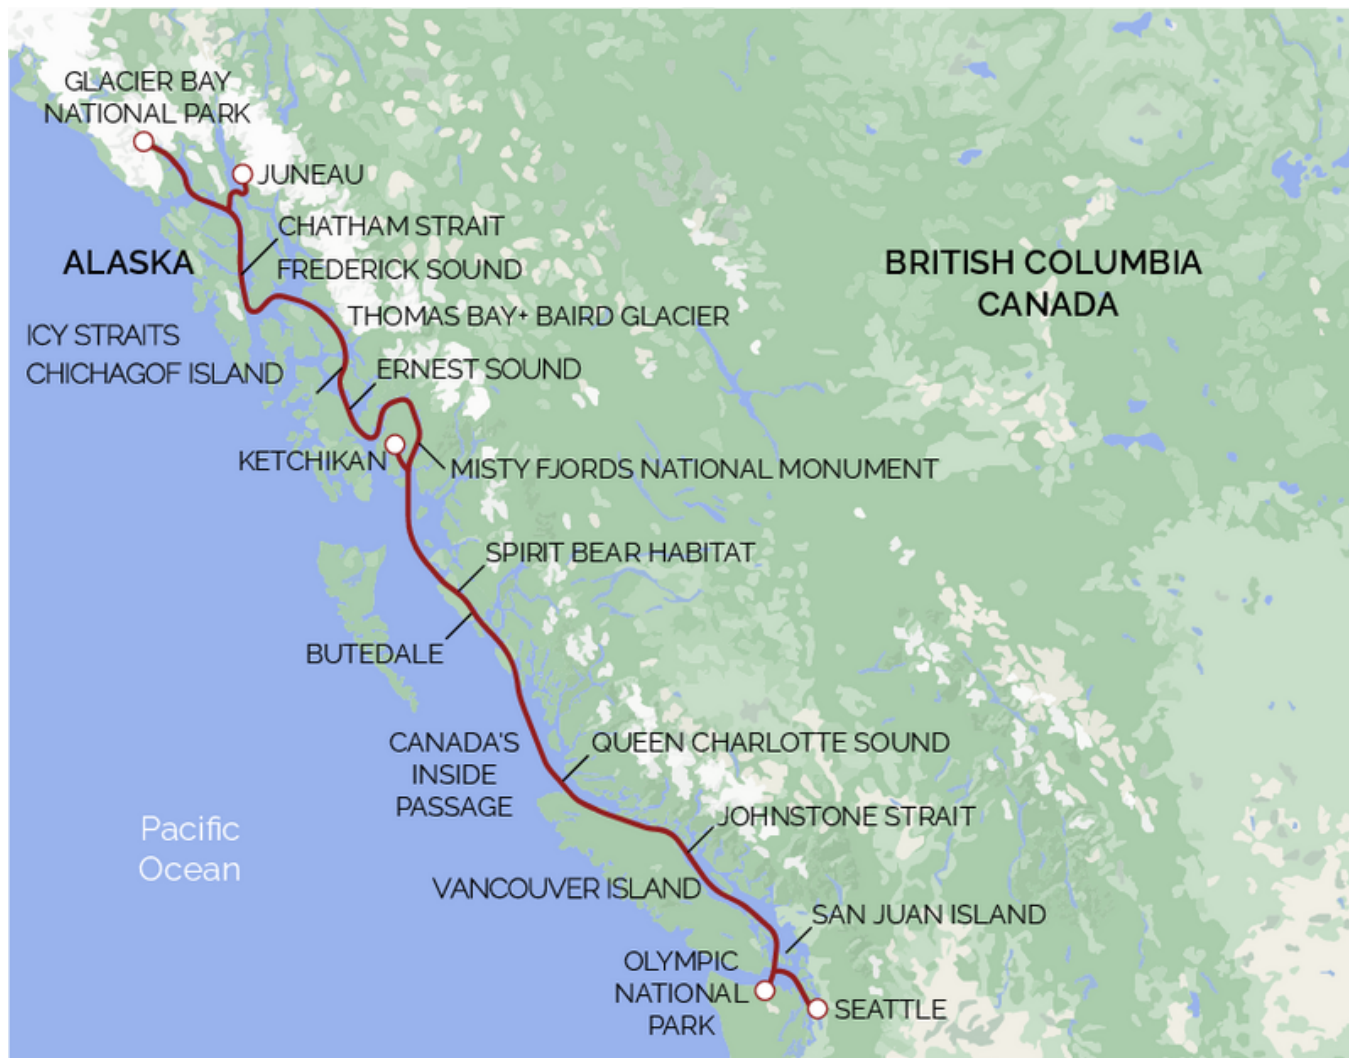 GLACIER BAY
NATIONAL PARK
JUNEAU
CHATHAM STRAIT
ALASKA
FREDERICK SOUND
BRITISH COLUMBIA
CANADA
THOMAS BAY+ BAIRD GLACIER
ICY STRAITS
CHICHAGOF ISLAND
ERNEST SOUND
KETCHIKAN
MISTY FJORDS NATIONAL MONUMENT
SPIRIT BEAR HABITAT
BUTEDALE
CANADA'S
INSIDE
PASSAGE
QUEEN CHARLOTTE SOUND
JOHNSTONE STRAIT
Pacific
Ocean
VANCOUVER ISLAND
SAN JUAN ISLAND
OLYMPIC
NATIONAL
PARK
SEATTLE